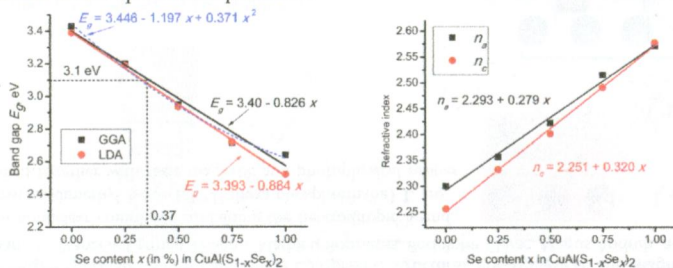 E_g = 3.446 - 1.197 x + 0.371 x²
3.4
3.2
3.0
2.8
2.6
2.4
2.2
Band gap E_g, eV
3.1 eV
E_g = 3.40 - 0.826 x
GGA
LDA
E_g = 3.393 - 0.884 x
0.37
0.00 0.25 0.50 0.75 1.00
Se content x (in %) in CuAl(S₁₋ₓSeₓ)₂
2.60
2.55
2.50
2.45
2.40
2.35
2.30
2.25
Refractive index
n_a
n_c
n_a = 2.293 + 0.279 x
n_c = 2.251 + 0.320 x
0.00 0.25 0.50 0.75 1.00
Se content x in CuAl(S₁₋ₓSeₓ)₂